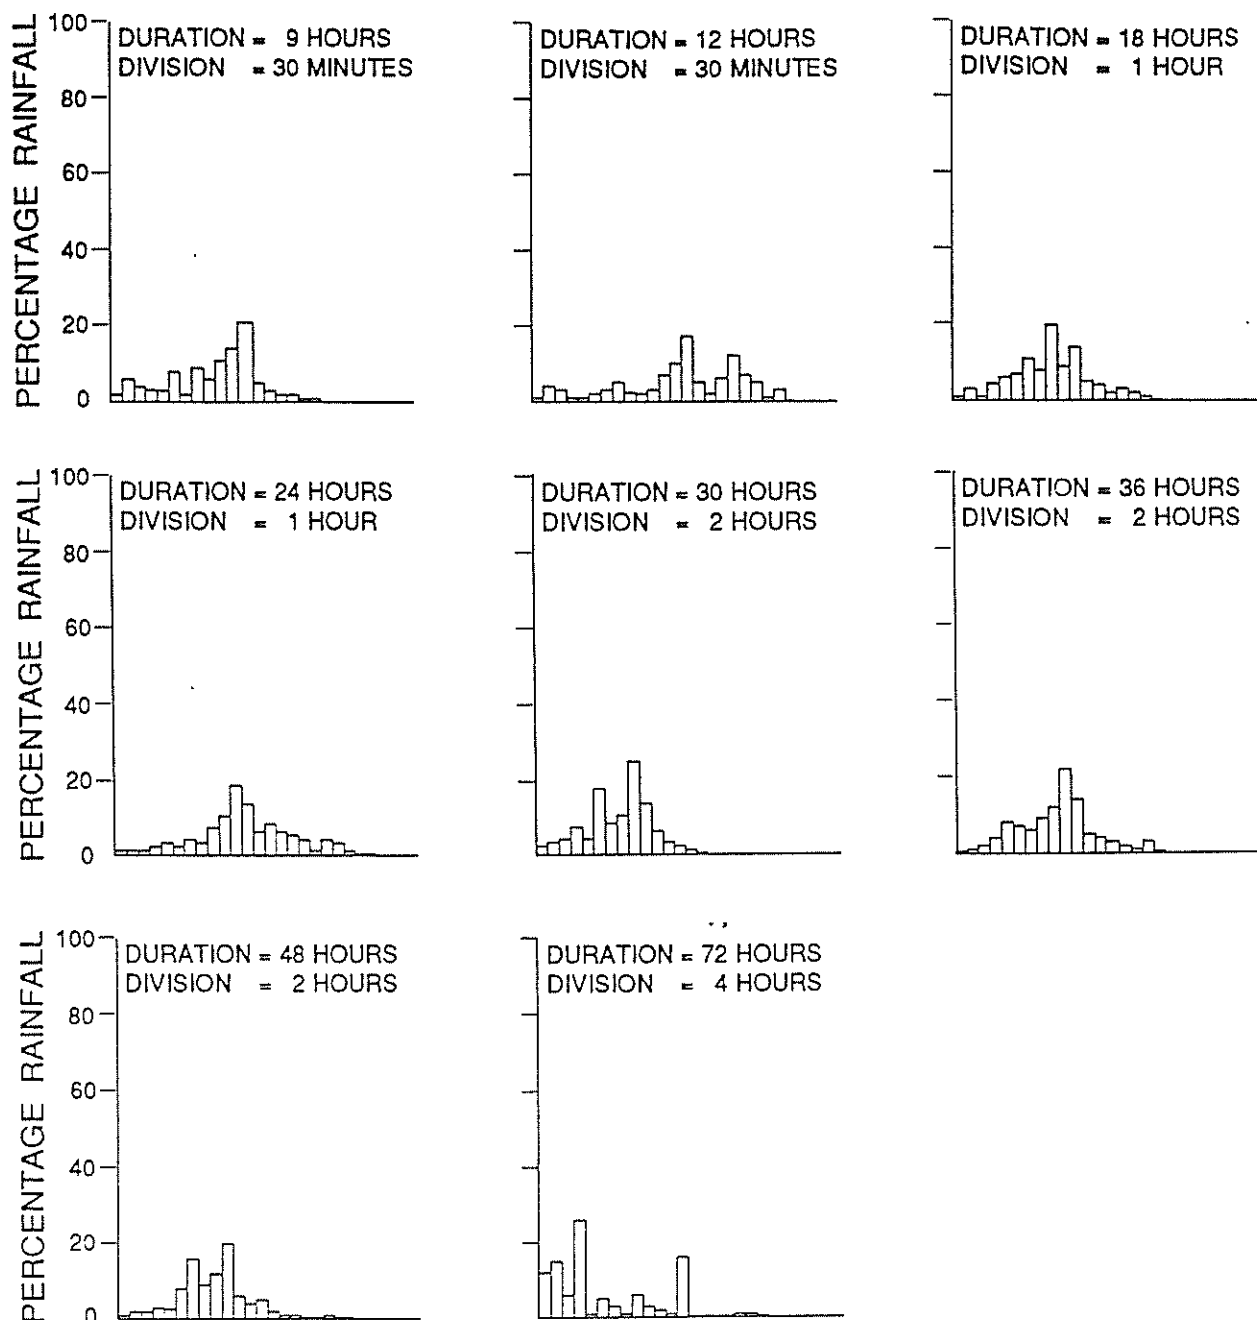 PERCENTAGE RAINFALL
100
80
60
40
20
0
DURATION = 9 HOURS
DIVISION = 30 MINUTES
DURATION = 12 HOURS
DIVISION = 30 MINUTES
DURATION = 18 HOURS
DIVISION = 1 HOUR
PERCENTAGE RAINFALL
100
80
60
40
20
0
DURATION = 24 HOURS
DIVISION = 1 HOUR
DURATION = 30 HOURS
DIVISION = 2 HOURS
DURATION = 36 HOURS
DIVISION = 2 HOURS
PERCENTAGE RAINFALL
100
80
60
40
20
0
DURATION = 48 HOURS
DIVISION = 2 HOURS
DURATION = 72 HOURS
DIVISION = 4 HOURS